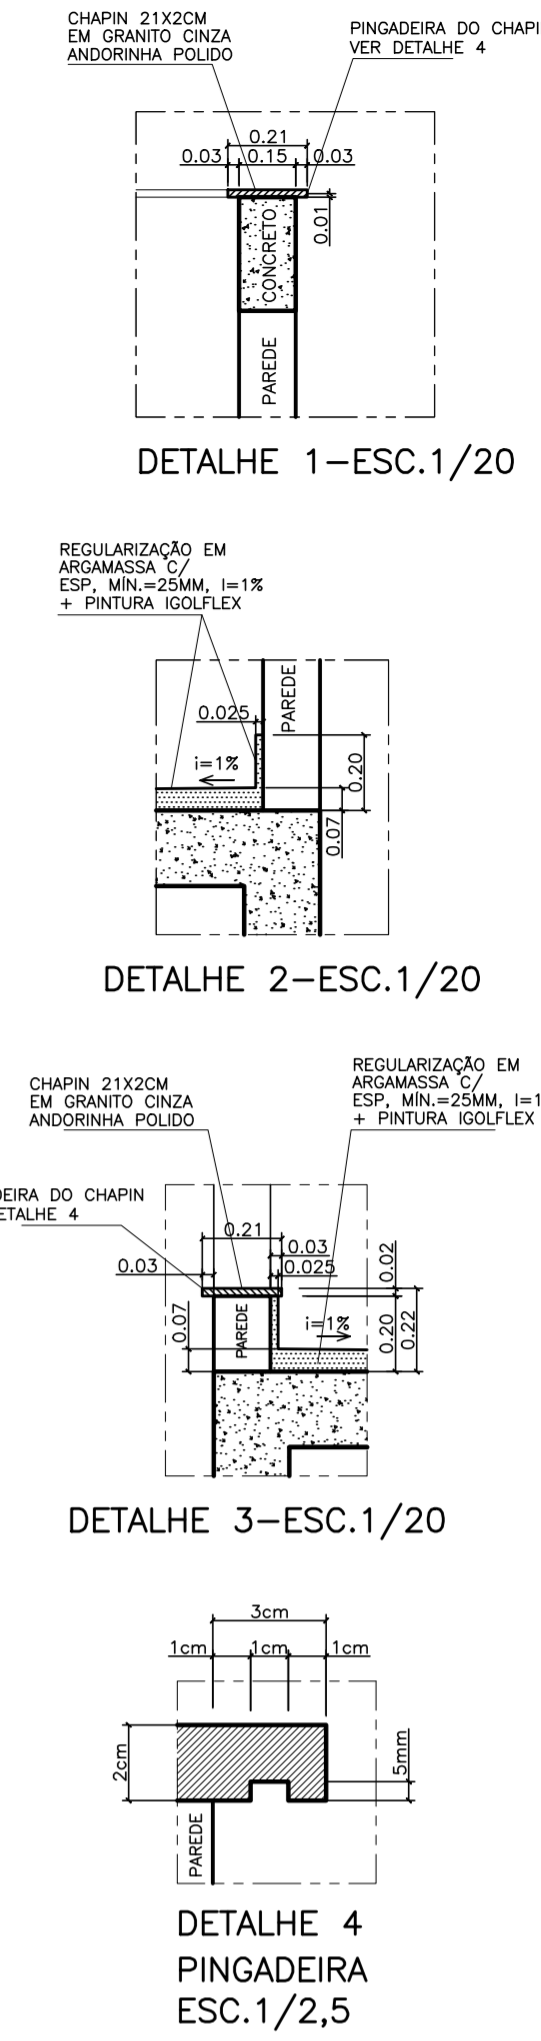 CHAPIN 21X2CM
EM GRANITO CINZA
ANDORINHA POLIDO
PINGADEIRA DO CHAPI
VER DETALHE 4
0.21
0.03
0.15
0.03
0.01
CONCRETO
PAREDE
DETALHE 1-ESC.1/20
REGULARIZAÇÃO EM
ARGAMASSA C/
ESP, MÍN.=25MM, I=1%
+ PINTURA IGOLFLEX
PAREDE
0.025
i=1%
0.20
0.07
DETALHE 2-ESC.1/20
REGULARIZAÇÃO EM
ARGAMASSA C/
ESP, MÍN.=25MM, I=1
+ PINTURA IGOLFLEX
CHAPIN 21X2CM
EM GRANITO CINZA
ANDORINHA POLIDO
DEIRA DO CHAPIN
ETALHE 4
0.21
0.03
0.03
0.025
0.02
0.07
PAREDE
i=1%
0.20
0.22
DETALHE 3-ESC.1/20
3cm
1cm
1cm
1cm
2cm
5mm
PAREDE
DETALHE 4
PINGADEIRA
ESC.1/2,5